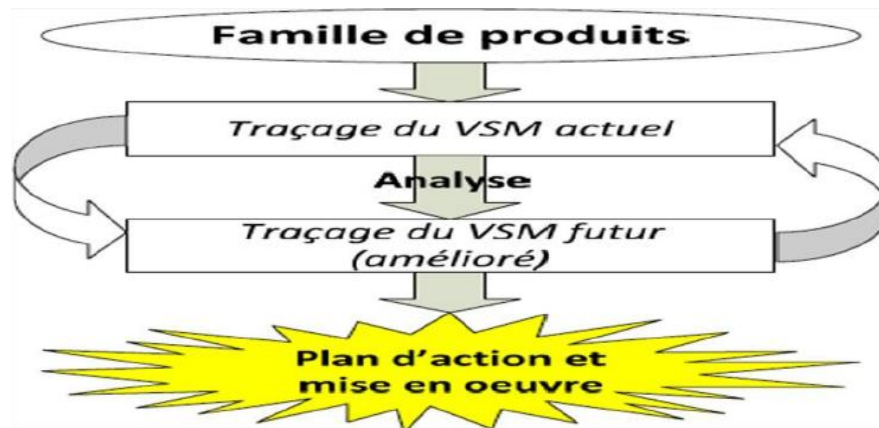 Famille de produits
Traçage du VSM actuel
Analyse
Traçage du VSM futur
(amélioré)
Plan d'action et
mise en oeuvre